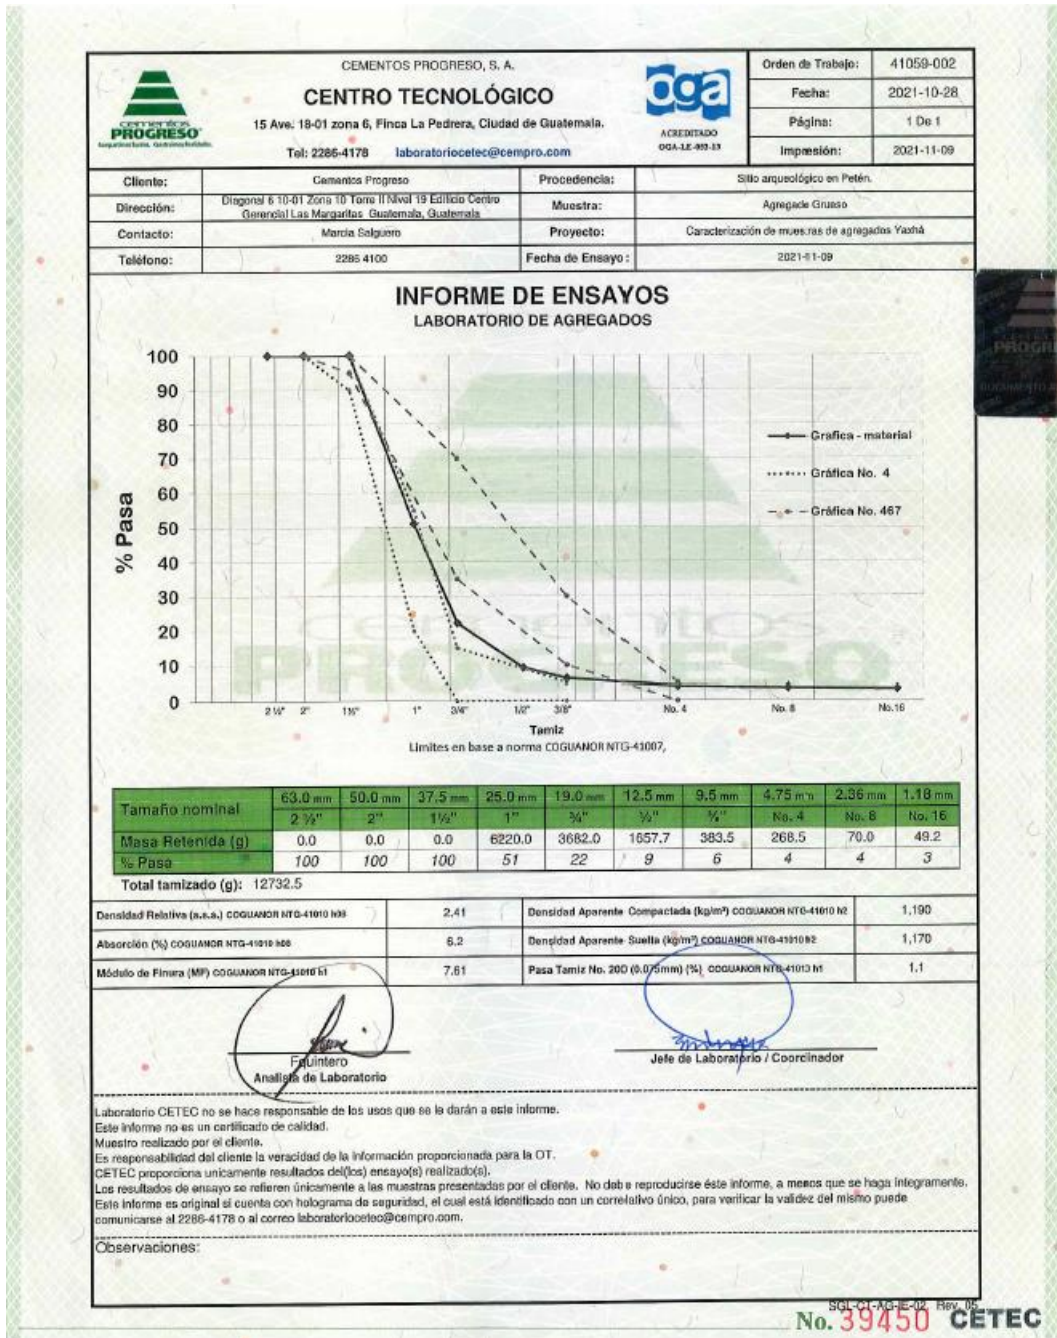 CEMENTOS PROGRESO, S. A.
CENTRO TECNOLÓGICO
15 Ave. 18-01 zona 6, Finca La Pedrera, Ciudad de Guatemala.
Tel: 2286-4178 laboratoriocetec@cempro.com
cementos
PROGRESO
oga
ACREDITADO
OGA-LE-003-13
Orden de Trabajo: 41059-002
Fecha: 2021-10-28
Página: 1 De 1
Impresión: 2021-11-09
Cliente: Cementos Progreso Procedencia: Sitio arqueológico en Petén.
Dirección: Diagonal 6 10-01 Zona 10 Torre II Nivel 19 Edificio Centro Gerencial Las Margaritas Guatemala, Guatemala Muestra: Agregado Grueso
Contacto: Marcia Salguero Proyecto: Caracterización de muestras de agregados Yaxhá
Teléfono: 2286 4100 Fecha de Ensayo: 2021-11-09
INFORME DE ENSAYOS
LABORATORIO DE AGREGADOS
% Pasa
100
90
80
70
60
50
40
30
20
10
0
Grafica - material
Gráfica No. 4
Gráfica No. 467
2 ½" 2" 1½" 1" 3/4" 1/2" 3/8" No. 4 No. 8 No.16
Tamiz
Limites en base a norma COGUANOR NTG-41007,
cementos
PROGRESO
Tamaño nominal 63.0 mm 50.0 mm 37.5 mm 25.0 mm 19.0 mm 12.5 mm 9.5 mm 4.75 mm 2.36 mm 1.18 mm
2 ½" 2" 1½" 1" ¾" ½" ⅜" No. 4 No. 8 No. 16
Masa Retenida (g) 0.0 0.0 0.0 6220.0 3682.0 1657.7 383.5 268.5 70.0 49.2
% Pasa 100 100 100 51 22 9 6 4 4 3
Total tamizado (g): 12732.5
Densidad Relativa (s.s.s.) COGUANOR NTG-41010 h08 2.41 Densidad Aparente Compactada (kg/m³) COGUANOR NTG-41010 h2 1,190
Absorción (%) COGUANOR NTG-41010 h08 6.2 Densidad Aparente Suelta (kg/m³) COGUANOR NTG-41010 h2 1,170
Módulo de Finura (MF) COGUANOR NTG-41010 h1 7.61 Pasa Tamiz No. 200 (0.075mm) (%) COGUANOR NTG-41010 h1 1.1
Fquintero
Analista de Laboratorio
Jefe de Laboratorio / Coordinador
Laboratorio CETEC no se hace responsable de los usos que se le darán a este informe.
Este informe no es un certificado de calidad.
Muestro realizado por el cliente.
Es responsabilidad del cliente la veracidad de la información proporcionada para la OT.
CETEC proporciona unicamente resultados del(los) ensayo(s) realizado(s).
Los resultados de ensayo se refieren únicamente a las muestras presentadas por el cliente. No debe reproducirse éste informe, a menos que se haga íntegramente.
Este informe es original si cuenta con holograma de seguridad, el cual está identificado con un correlativo único, para verificar la validez del mismo puede
comunicarse al 2286-4178 o al correo laboratoriocetec@cempro.com.
Observaciones:
SGL-CT-AG-IE-02 Rev. 05
No. 39450 CETEC